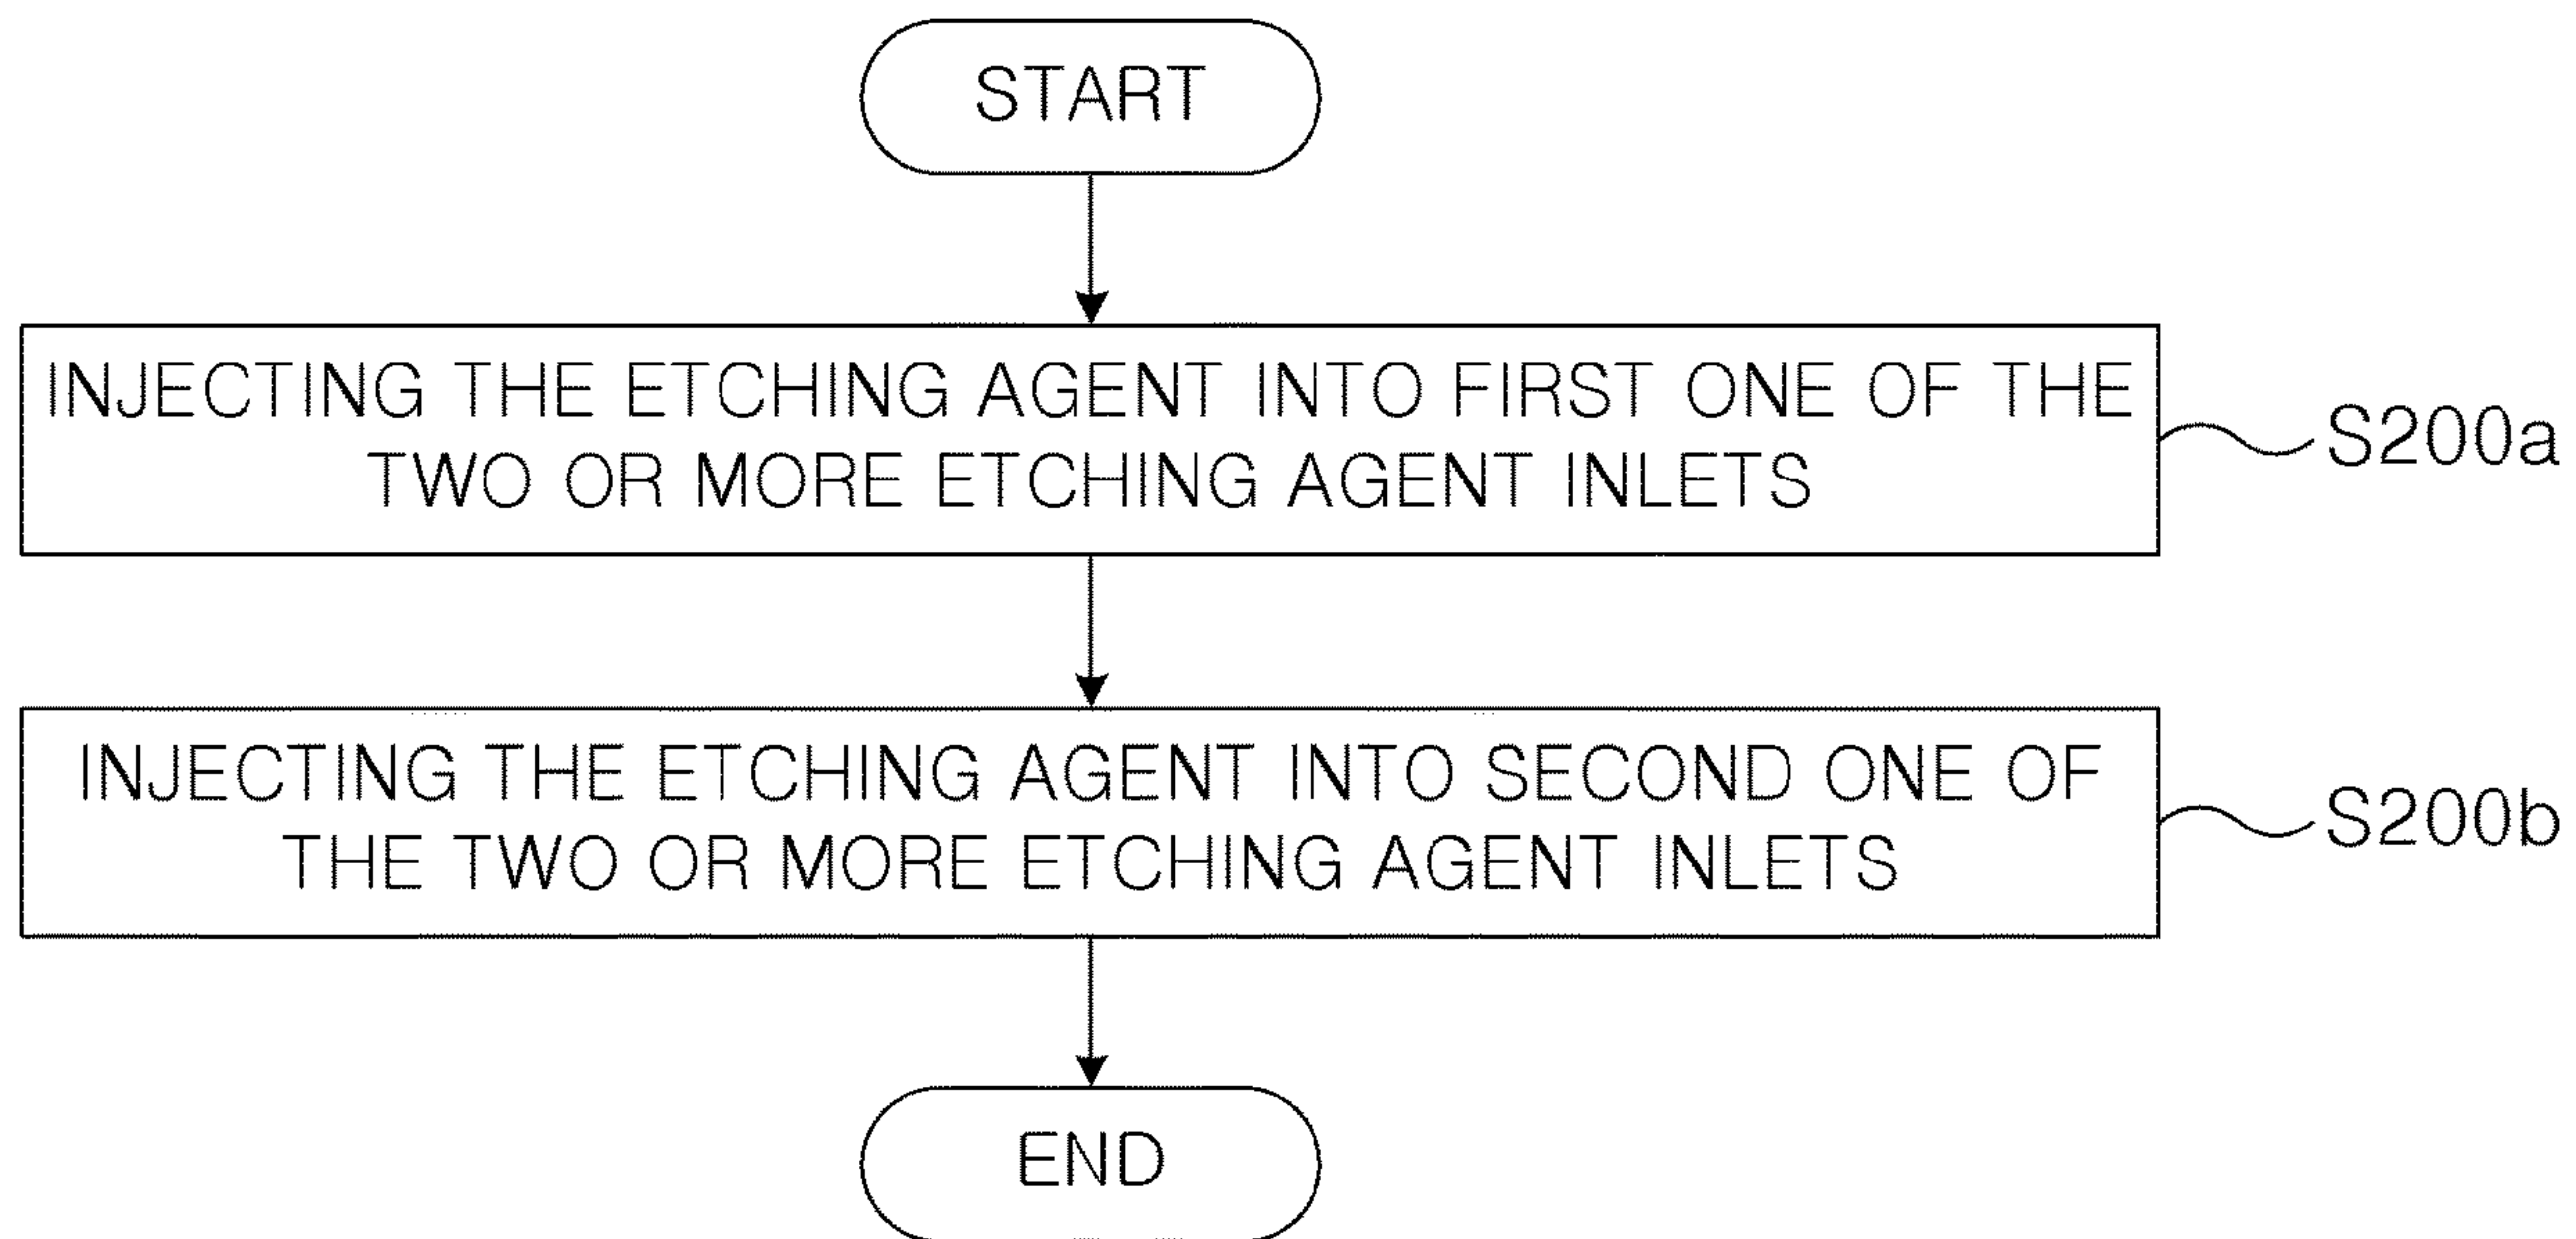 START
INJECTING THE ETCHING AGENT INTO FIRST ONE OF THE
TWO OR MORE ETCHING AGENT INLETS
S200a
INJECTING THE ETCHING AGENT INTO SECOND ONE OF
THE TWO OR MORE ETCHING AGENT INLETS
S200b
END